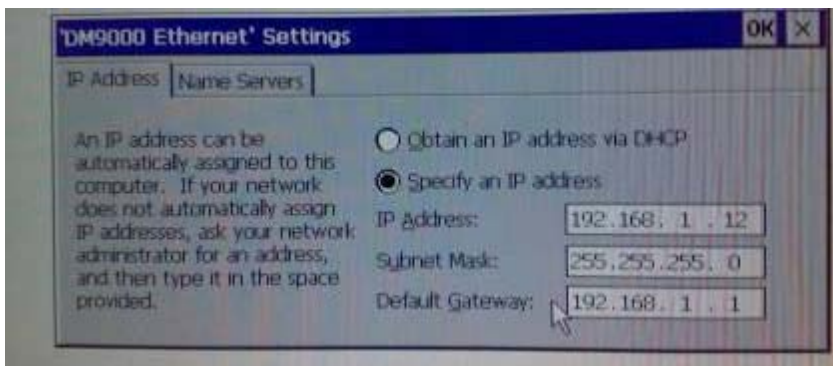 'DM9000 Ethernet' Settings
OK ×
IP Address
Name Servers
An IP address can be
automatically assigned to this
computer. If your network
does not automatically assign
IP addresses, ask your network
administrator for an address,
and then type it in the space
provided.
Obtain an IP address via DHCP
Specify an IP address
IP Address: 192.168. 1 . 12
Subnet Mask: 255.255.255. 0
Default Gateway: 192.168. 1 . 1